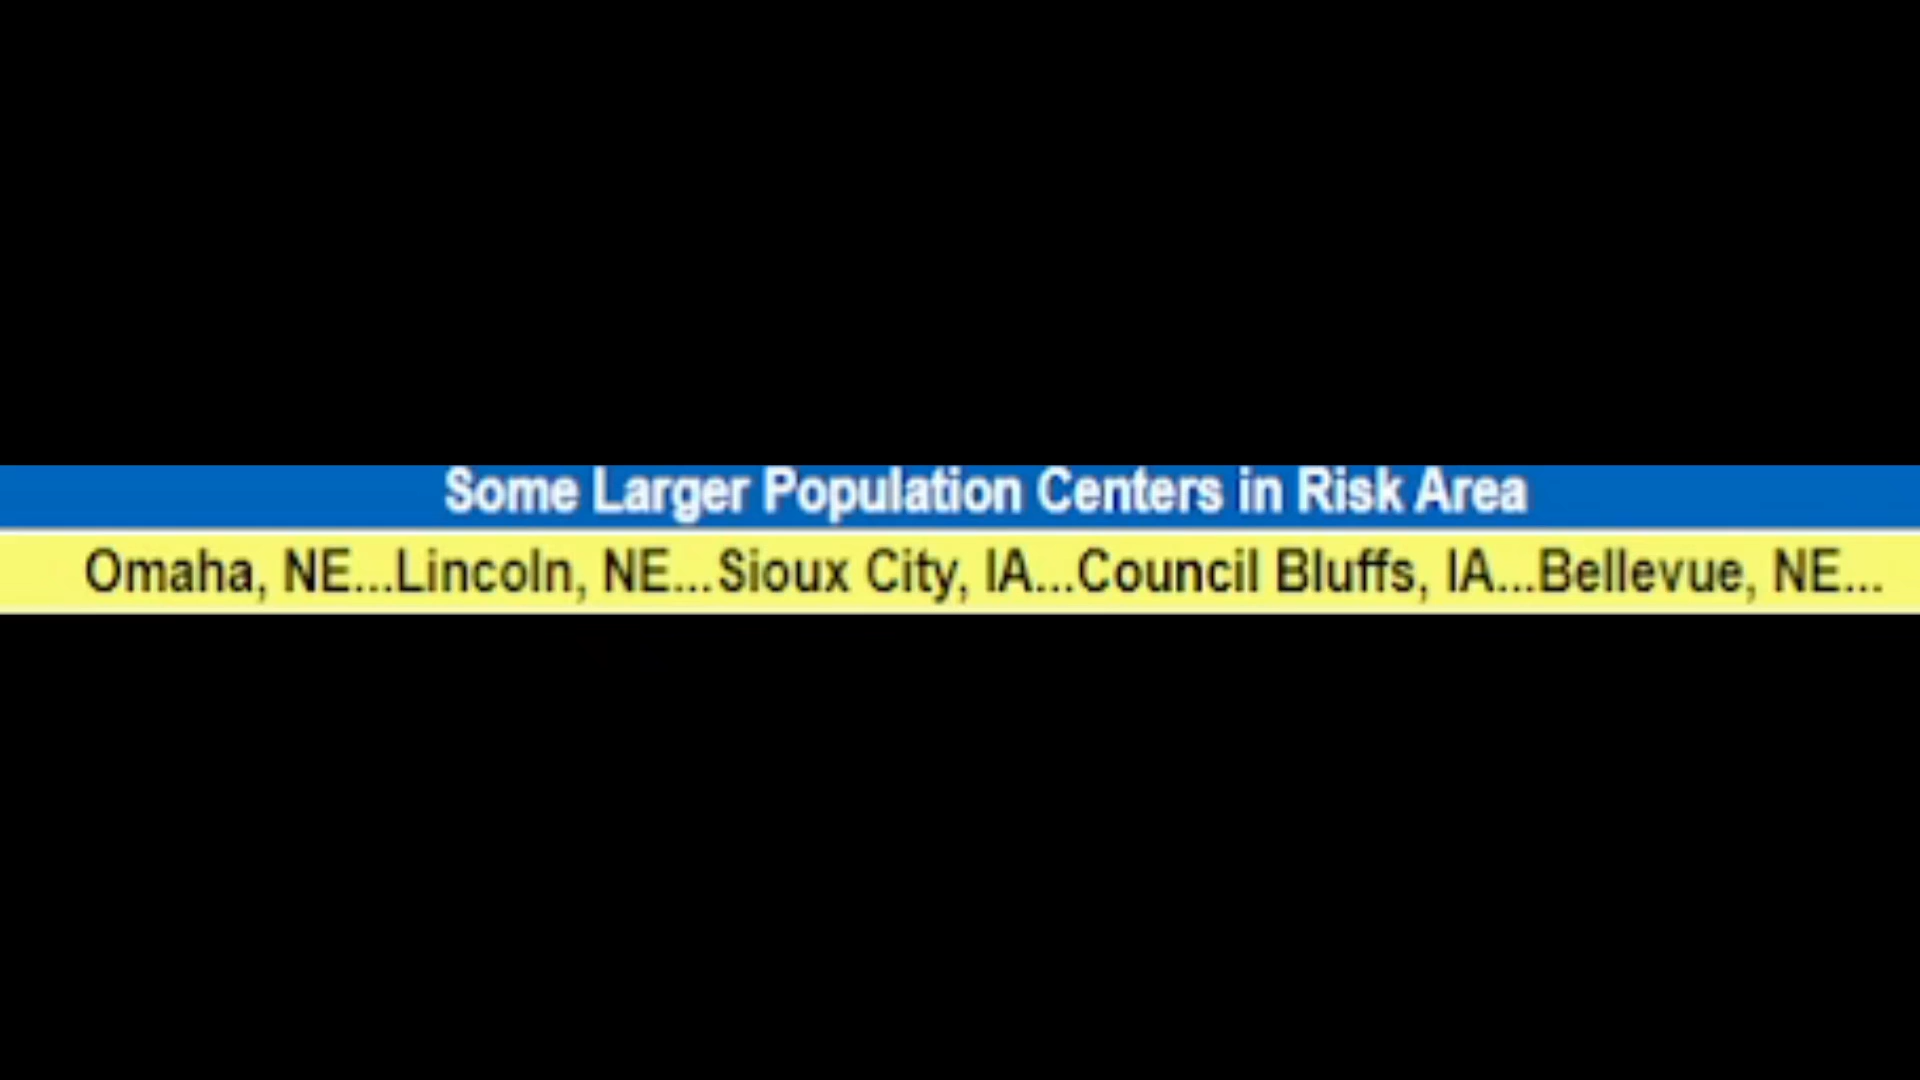 Some Larger Population Centers in Risk Area
Omaha, NE...Lincoln, NE...Sioux City, IA...Council Bluffs, IA...Bellevue, NE...